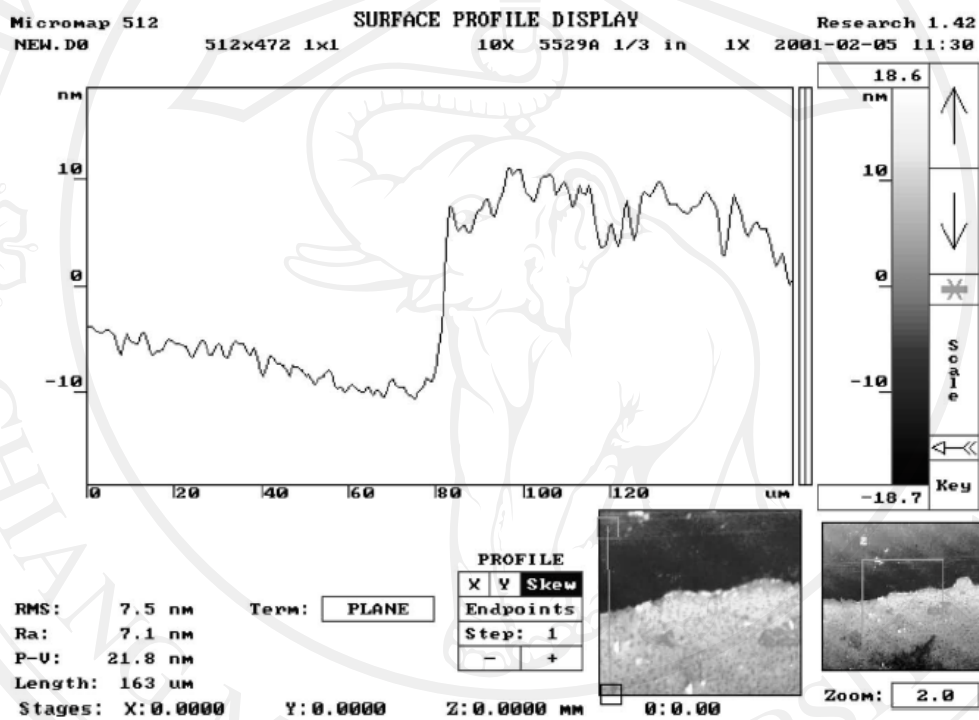 Micromap 512 SURFACE PROFILE DISPLAY Research 1.42
NEW.D0 512x472 1x1 10X 5529A 1/3 in 1X 2001-02-05 11:30
18.6
nm nm
10 10
0 0
-10 -10
Scale
0 20 40 60 80 100 120 um
Key
-18.7
PROFILE
X Y Skew
RMS: 7.5 nm Term: PLANE Endpoints
Ra: 7.1 nm Step: 1
P-V: 21.8 nm - +
Length: 163 um
Stages: X:0.0000 Y:0.0000 Z:0.0000 mm 0:0.00 Zoom: 2.0